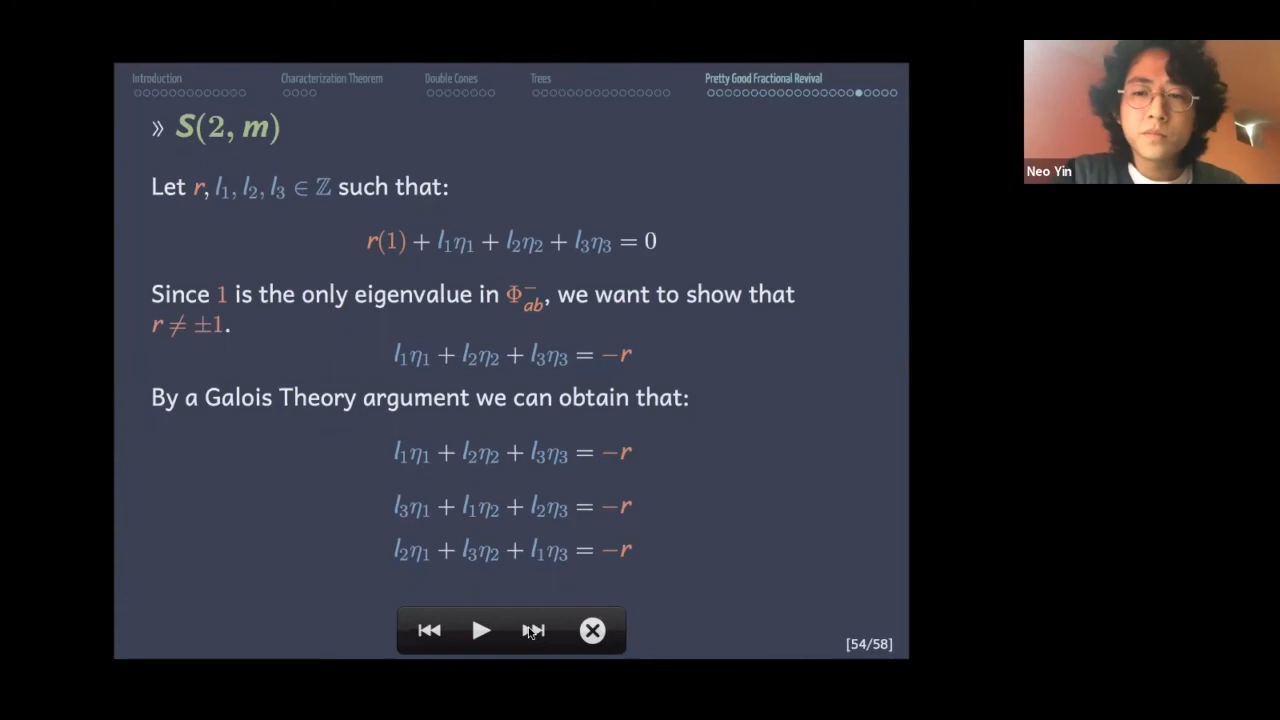 Introduction
Characterization Theorem
Double Cones
Trees
Pretty Good Fractional Revival
» S(2, m)
Let r, l₁, l₂, l₃ ∈ ℤ such that:
r(1) + l₁η₁ + l₂η₂ + l₃η₃ = 0
Since 1 is the only eigenvalue in Φ⁻_ab, we want to show that
r ≠ ±1.
l₁η₁ + l₂η₂ + l₃η₃ = −r
By a Galois Theory argument we can obtain that:
l₁η₁ + l₂η₂ + l₃η₃ = −r
l₃η₁ + l₁η₂ + l₂η₃ = −r
l₂η₁ + l₃η₂ + l₁η₃ = −r
[54/58]
Neo Yin